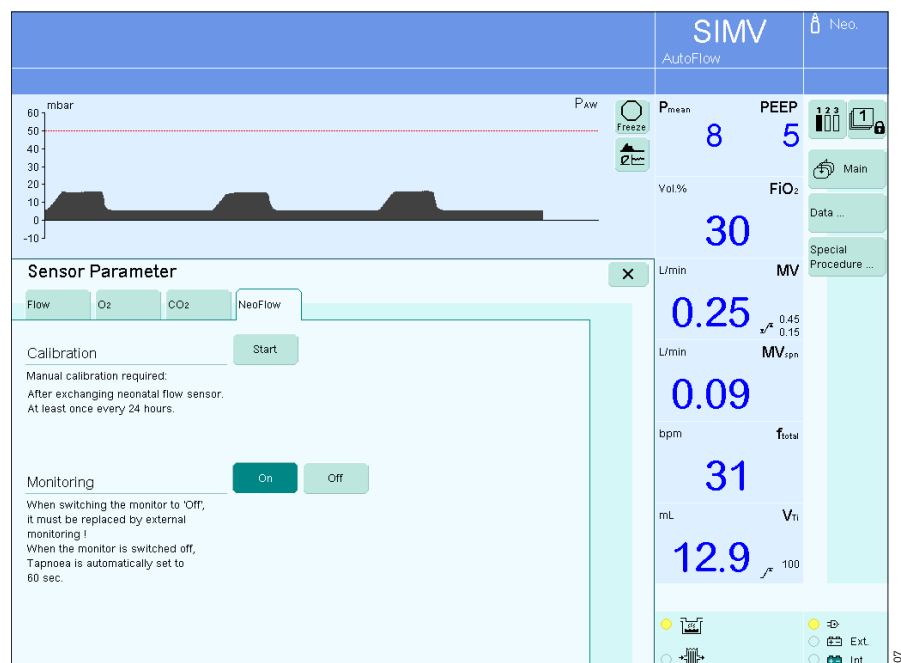 SIMV
AutoFlow
Neo.
mbar
PAW
60
50
40
30
20
10
0
-10
Freeze
Pmean PEEP
8 5
Vol.% FiO2
30
L/min MV
0.25
0.45
0.15
L/min MVspn
0.09
bpm ftotal
31
mL VTi
12.9
100
1 2 3
1
Main
Data ...
Special
Procedure ...
Sensor Parameter
Flow O2 CO2 NeoFlow
Calibration Start
Manual calibration required:
After exchanging neonatal flow sensor.
At least once every 24 hours.
Monitoring On Off
When switching the monitor to 'Off',
it must be replaced by external
monitoring !
When the monitor is switched off,
Tapnoea is automatically set to
60 sec.
Ext.
Int.
07